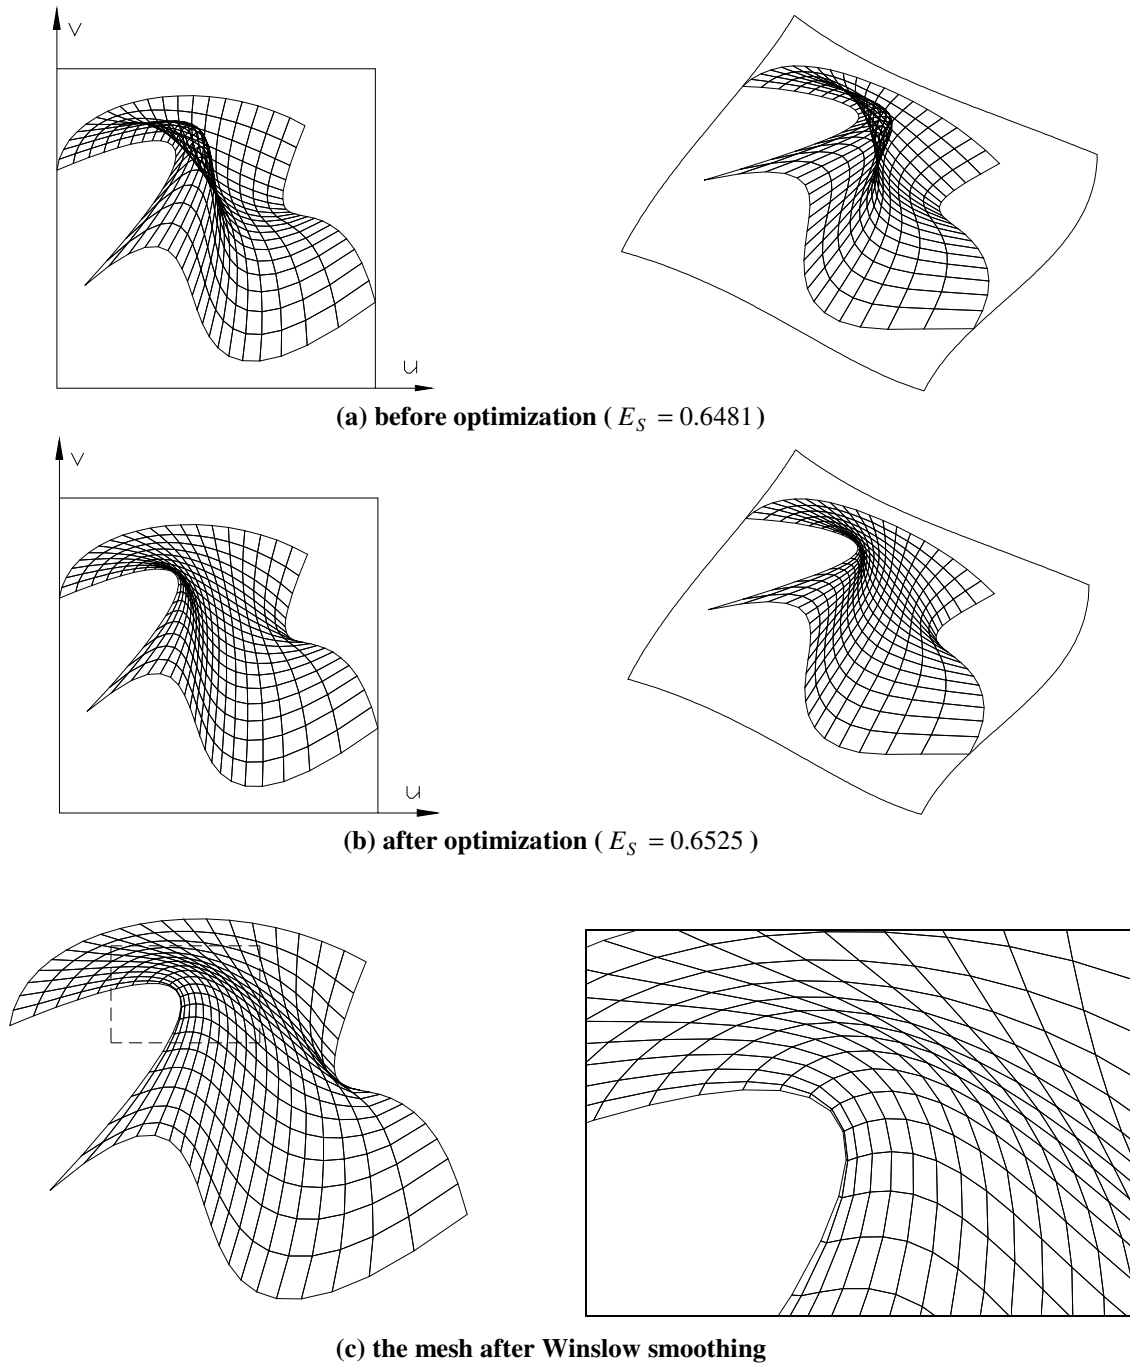 v
u
(a) before optimization ( E_S = 0.6481 )
v
u
(b) after optimization ( E_S = 0.6525 )
(c) the mesh after Winslow smoothing